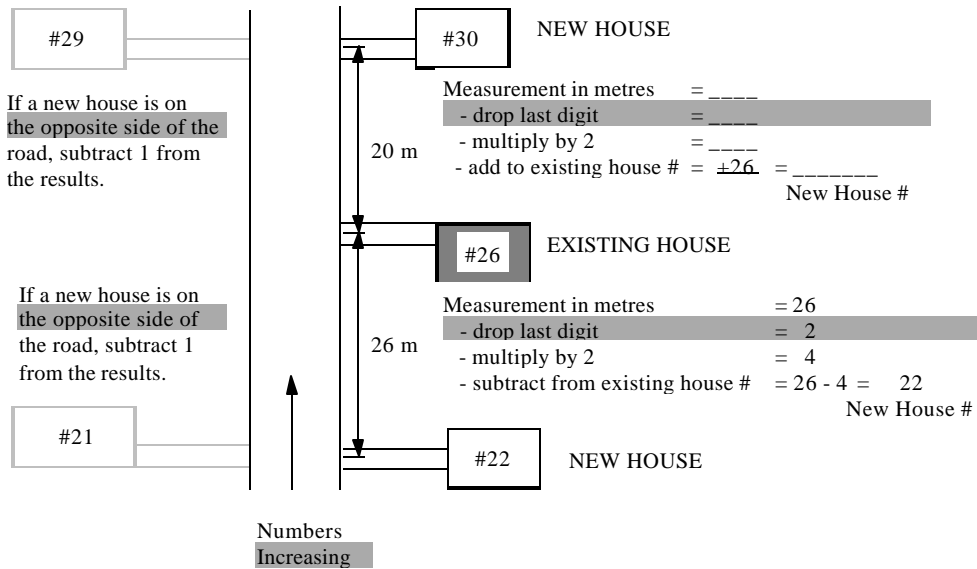 #29
#30
NEW HOUSE
If a new house is on
the opposite side of the
road, subtract 1 from
the results.
20 m
Measurement in metres = _ _ _ _
- drop last digit = _ _ _ _
- multiply by 2 = _ _ _ _
- add to existing house # = +26 = _ _ _ _ _ _ _
New House #
#26
EXISTING HOUSE
If a new house is on
the opposite side of
the road, subtract 1
from the results.
26 m
Measurement in metres = 26
- drop last digit = 2
- multiply by 2 = 4
- subtract from existing house # = 26 - 4 = 22
New House #
#21
#22
NEW HOUSE
Numbers
Increasing